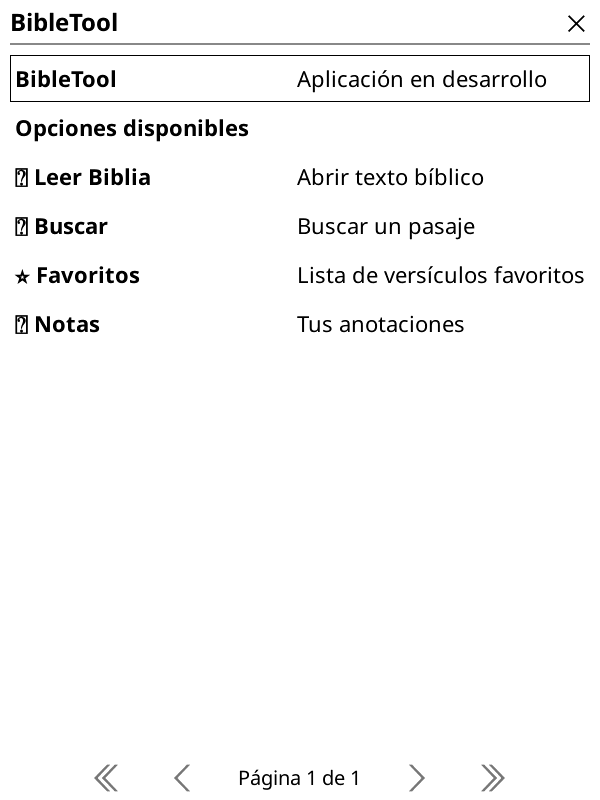 BibleTool
BibleTool Aplicación en desarrollo
Opciones disponibles
Leer Biblia Abrir texto bíblico
Buscar Buscar un pasaje
★ Favoritos Lista de versículos favoritos
Notas Tus anotaciones
Página 1 de 1